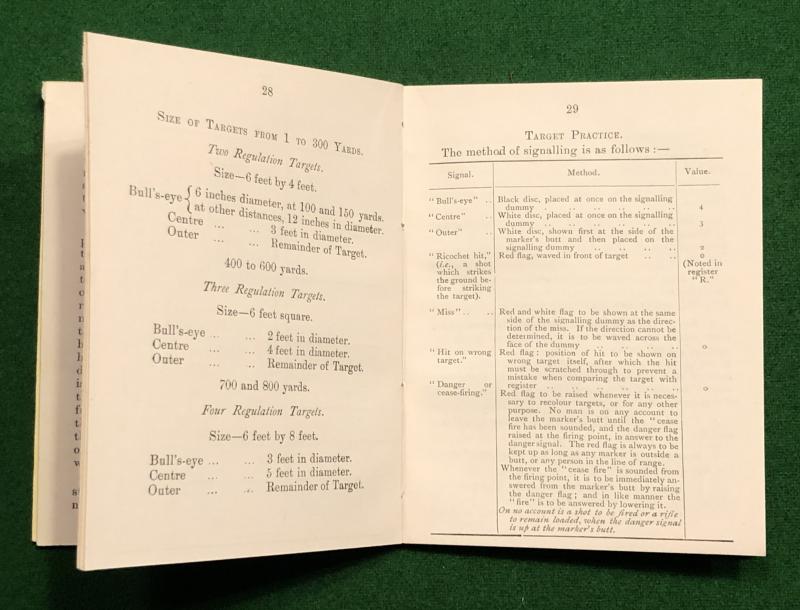 28
SIZE OF TARGETS FROM 1 TO 300 YARDS.
Two Regulation Targets.
Size—6 feet by 4 feet.
Bull's-eye { 6 inches diameter, at 100 and 150 yards.
at other distances, 12 inches in diameter.
Centre ... ... 3 feet in diameter.
Outer ... ... Remainder of Target.
400 to 600 yards.
Three Regulation Targets.
Size—6 feet square.
Bull's-eye ... ... 2 feet in diameter.
Centre ... ... 4 feet in diameter.
Outer ... ... Remainder of Target.
700 and 800 yards.
Four Regulation Targets.
Size—6 feet by 8 feet.
Bull's-eye ... ... 3 feet in diameter.
Centre ... ... 5 feet in diameter.
Outer ... ... Remainder of Target.
29
TARGET PRACTICE.
The method of signalling is as follows :—
Signal. Method. Value.
"Bull's-eye" .. Black disc, placed at once on the signalling
dummy .. .. .. .. .. .. 4
"Centre" .. White disc, placed at once on the signalling
dummy .. .. .. .. .. .. 3
"Outer" .. White disc, shown first at the side of the
marker's butt and then placed on the
signalling dummy .. .. .. .. 2
"Ricochet hit," Red flag, waved in front of target .. .. 0
(i.e., a shot (Noted in
which strikes register
the ground be- "R."
fore striking
the target).
"Miss" .. .. Red and white flag to be shown at the same
side of the signalling dummy as the direc-
tion of the miss. If the direction cannot be
determined, it is to be waved across the
face of the dummy .. .. .. .. 0
"Hit on wrong Red flag: position of hit to be shown on
target." wrong target itself, after which the hit
must be scratched through to prevent a
mistake when comparing the target with
register .. .. .. .. .. .. 0
"Danger or
cease-firing." Red flag to be raised whenever it is neces-
sary to recolour targets, or for any other
purpose. No man is on any account to
leave the marker's butt until the "cease
fire has been sounded, and the danger flag
raised at the firing point, in answer to the
danger signal. The red flag is always to be
kept up as long as any marker is outside a
butt, or any person in the line of range.
Whenever the "cease fire" is sounded from
the firing point, it is to be immediately an-
swered from the marker's butt by raising
the danger flag; and in like manner the
"fire" is to be answered by lowering it.
On no account is a shot to be fired or a rifle
to remain loaded, when the danger signal
is up at the marker's butt.